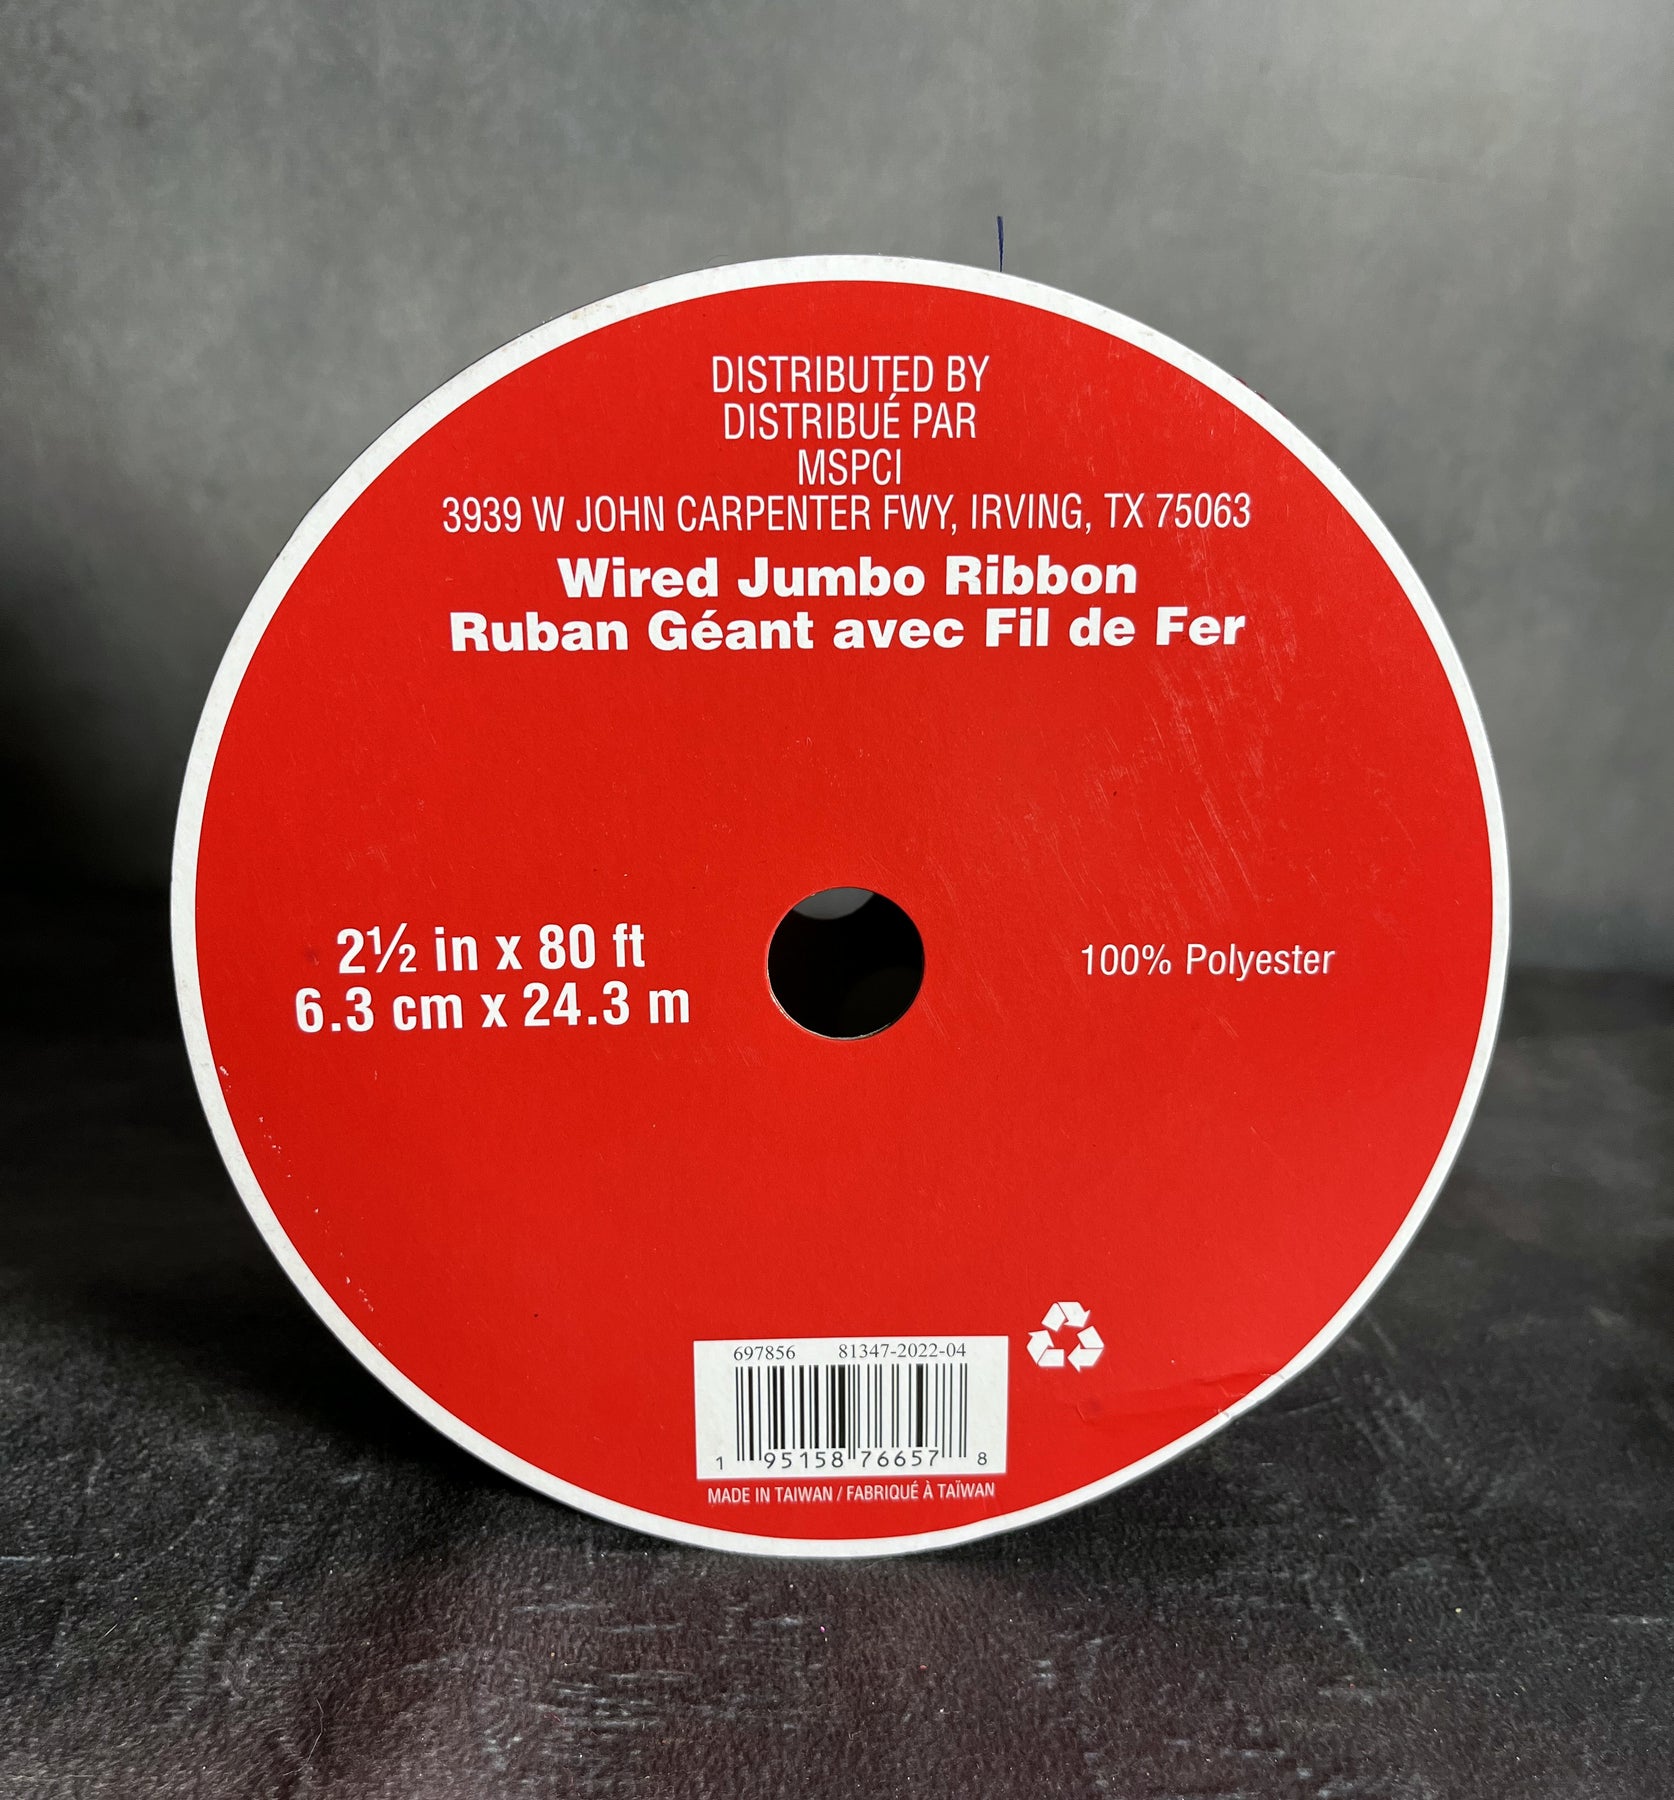 DISTRIBUTED BY
DISTRIBUÉ PAR
MSPCI
3939 W JOHN CARPENTER FWY, IRVING, TX 75063
Wired Jumbo Ribbon
Ruban Géant avec Fil de Fer
2½ in x 80 ft
6.3 cm x 24.3 m
100% Polyester
697856 81347-2022-04
1 95158 76657 8
MADE IN TAIWAN / FABRIQUÉ À TAÏWAN